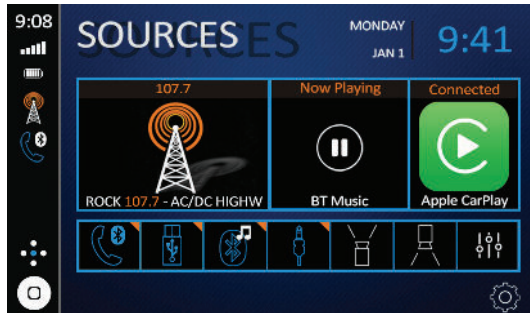 9:08
SOURCES
MONDAY
JAN 1
9:41
107.7
Now Playing
Connected
ROCK 107.7 - AC/DC HIGHW
BT Music
Apple CarPlay